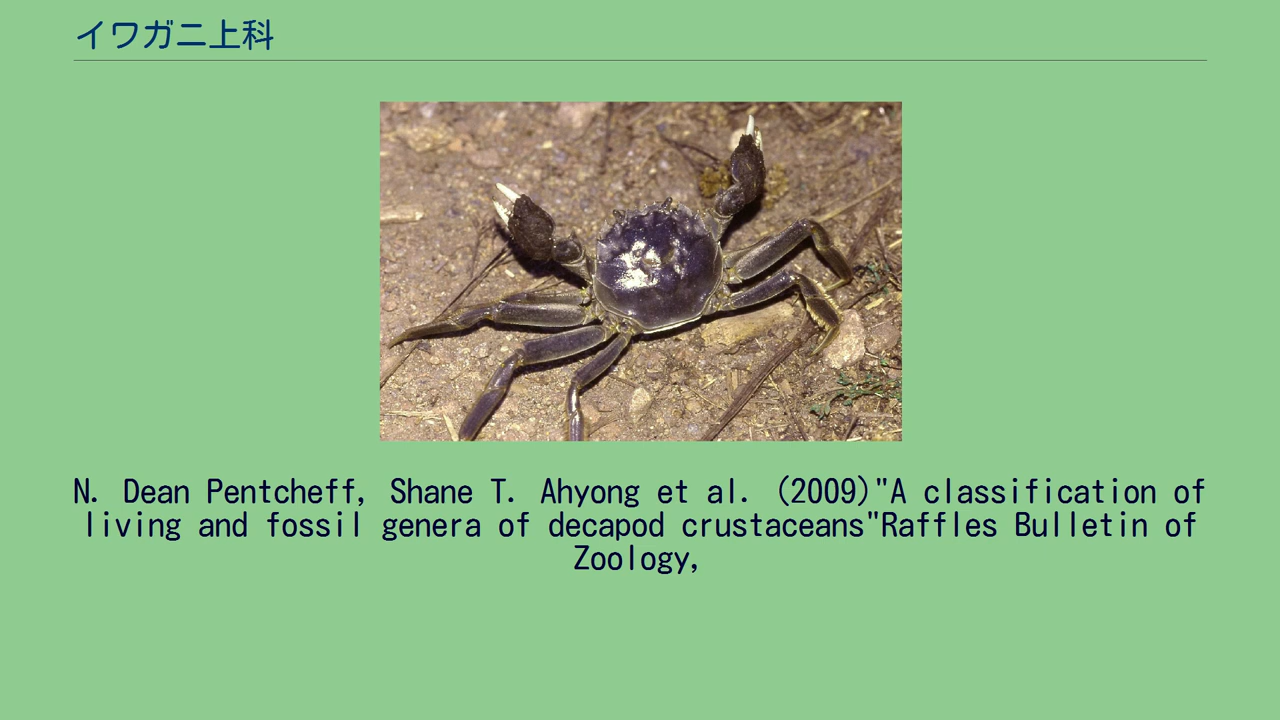 イワガニ上科
N. Dean Pentcheff, Shane T. Ahyong et al. (2009)"A classification of
living and fossil genera of decapod crustaceans"Raffles Bulletin of
Zoology,